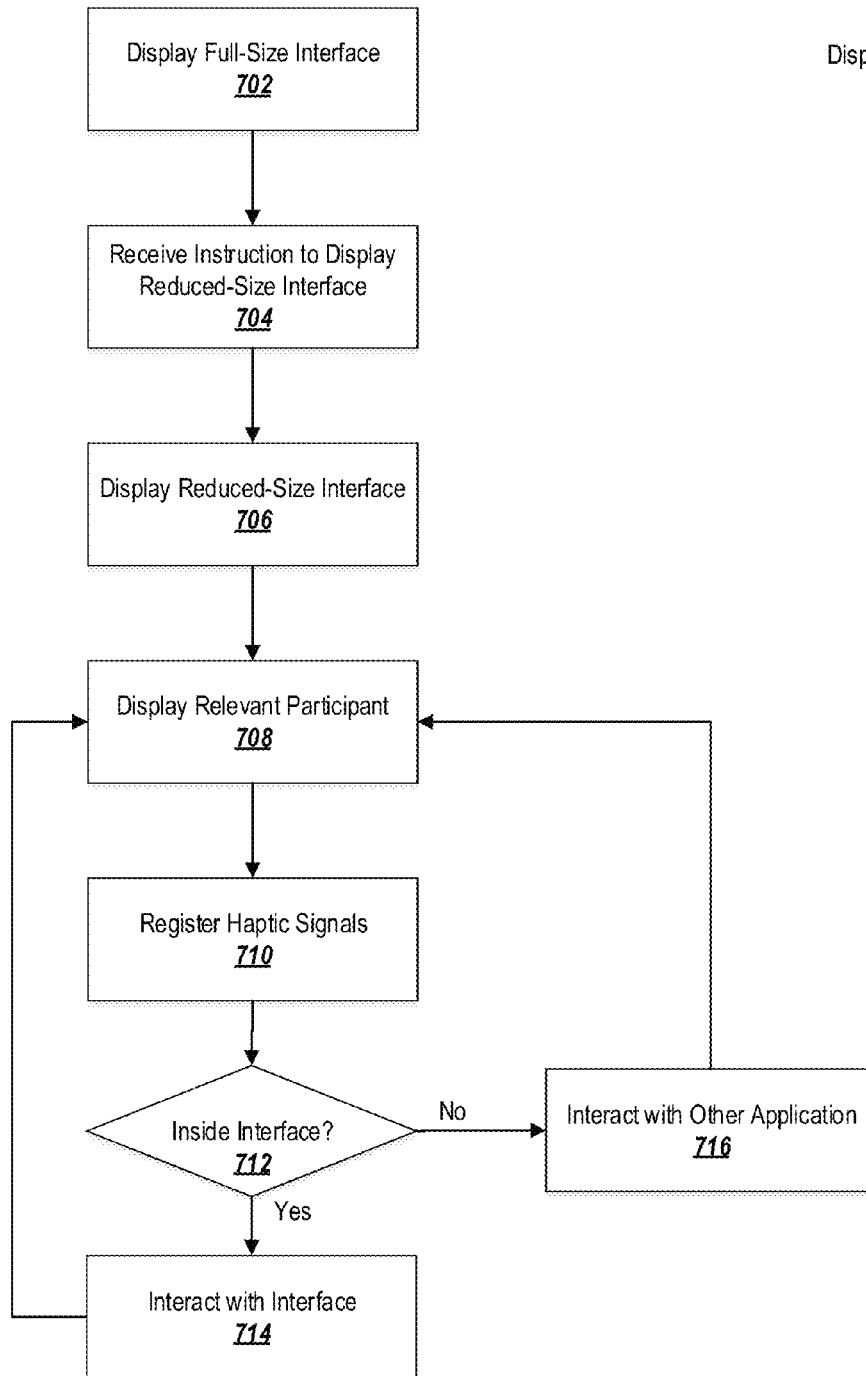 Display Full-Size Interface
702
Disp
Receive Instruction to Display
Reduced-Size Interface
704
Display Reduced-Size Interface
706
Display Relevant Participant
708
Register Haptic Signals
710
Inside Interface?
712
No
Interact with Other Application
716
Yes
Interact with Interface
714